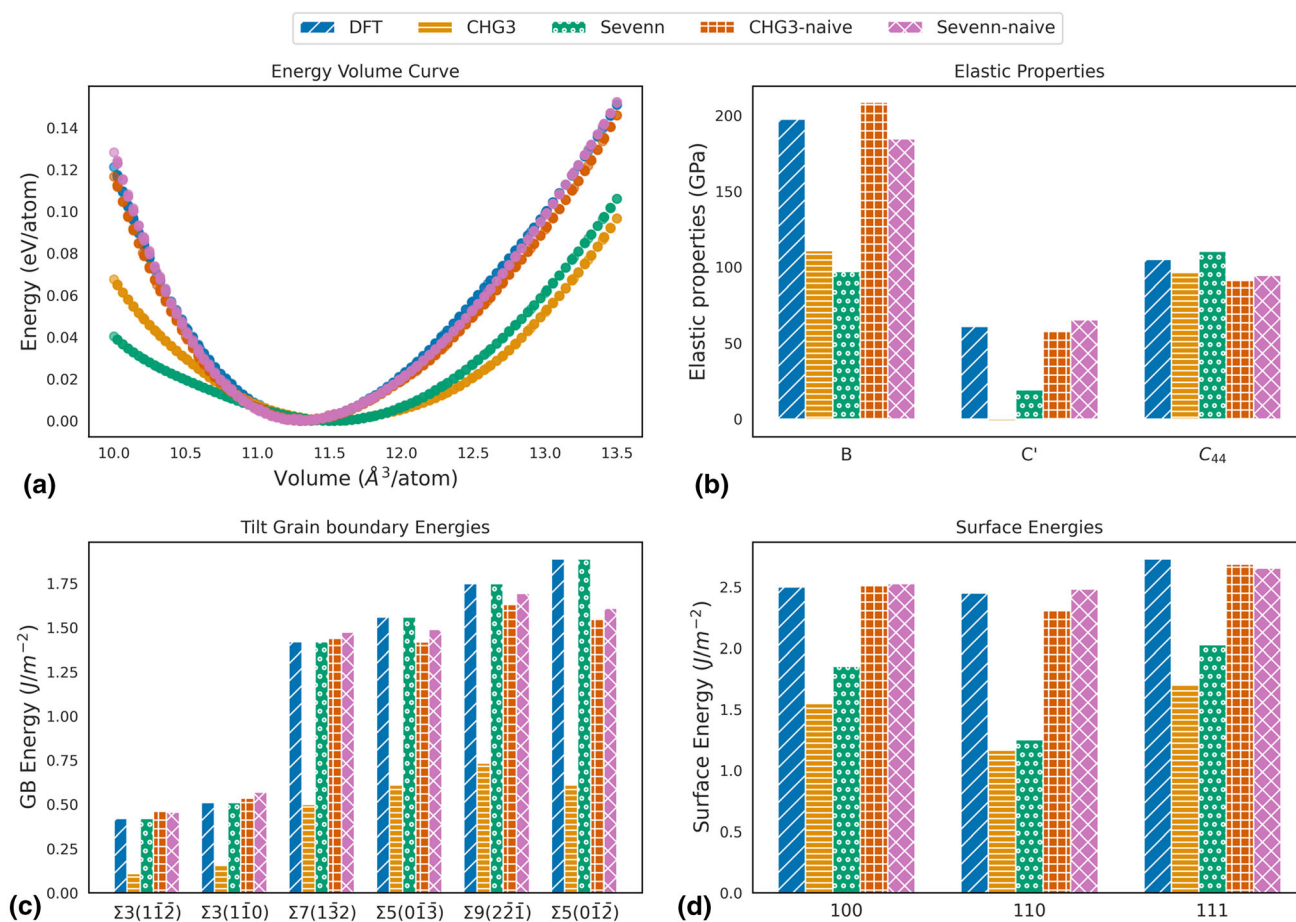 DFT CHG3 Sevenn CHG3-naive Sevenn-naive
Energy Volume Curve
Energy (eV/atom)
0.14
0.12
0.10
0.08
0.06
0.04
0.02
0.00
10.0 10.5 11.0 11.5 12.0 12.5 13.0 13.5
Volume (Å³/atom)
(a)
Elastic Properties
Elastic properties (GPa)
200
150
100
50
0
B C' C₄₄
(b)
Tilt Grain boundary Energies
GB Energy (J/m⁻²)
1.75
1.50
1.25
1.00
0.75
0.50
0.25
0.00
Σ3(11̄2̄) Σ3(11̄0) Σ7(13̄2) Σ5(01̄3̄) Σ9(22̄1̄) Σ5(01̄2̄)
(c)
Surface Energies
Surface Energy (J/m⁻²)
2.5
2.0
1.5
1.0
0.5
0.0
100 110 111
(d)